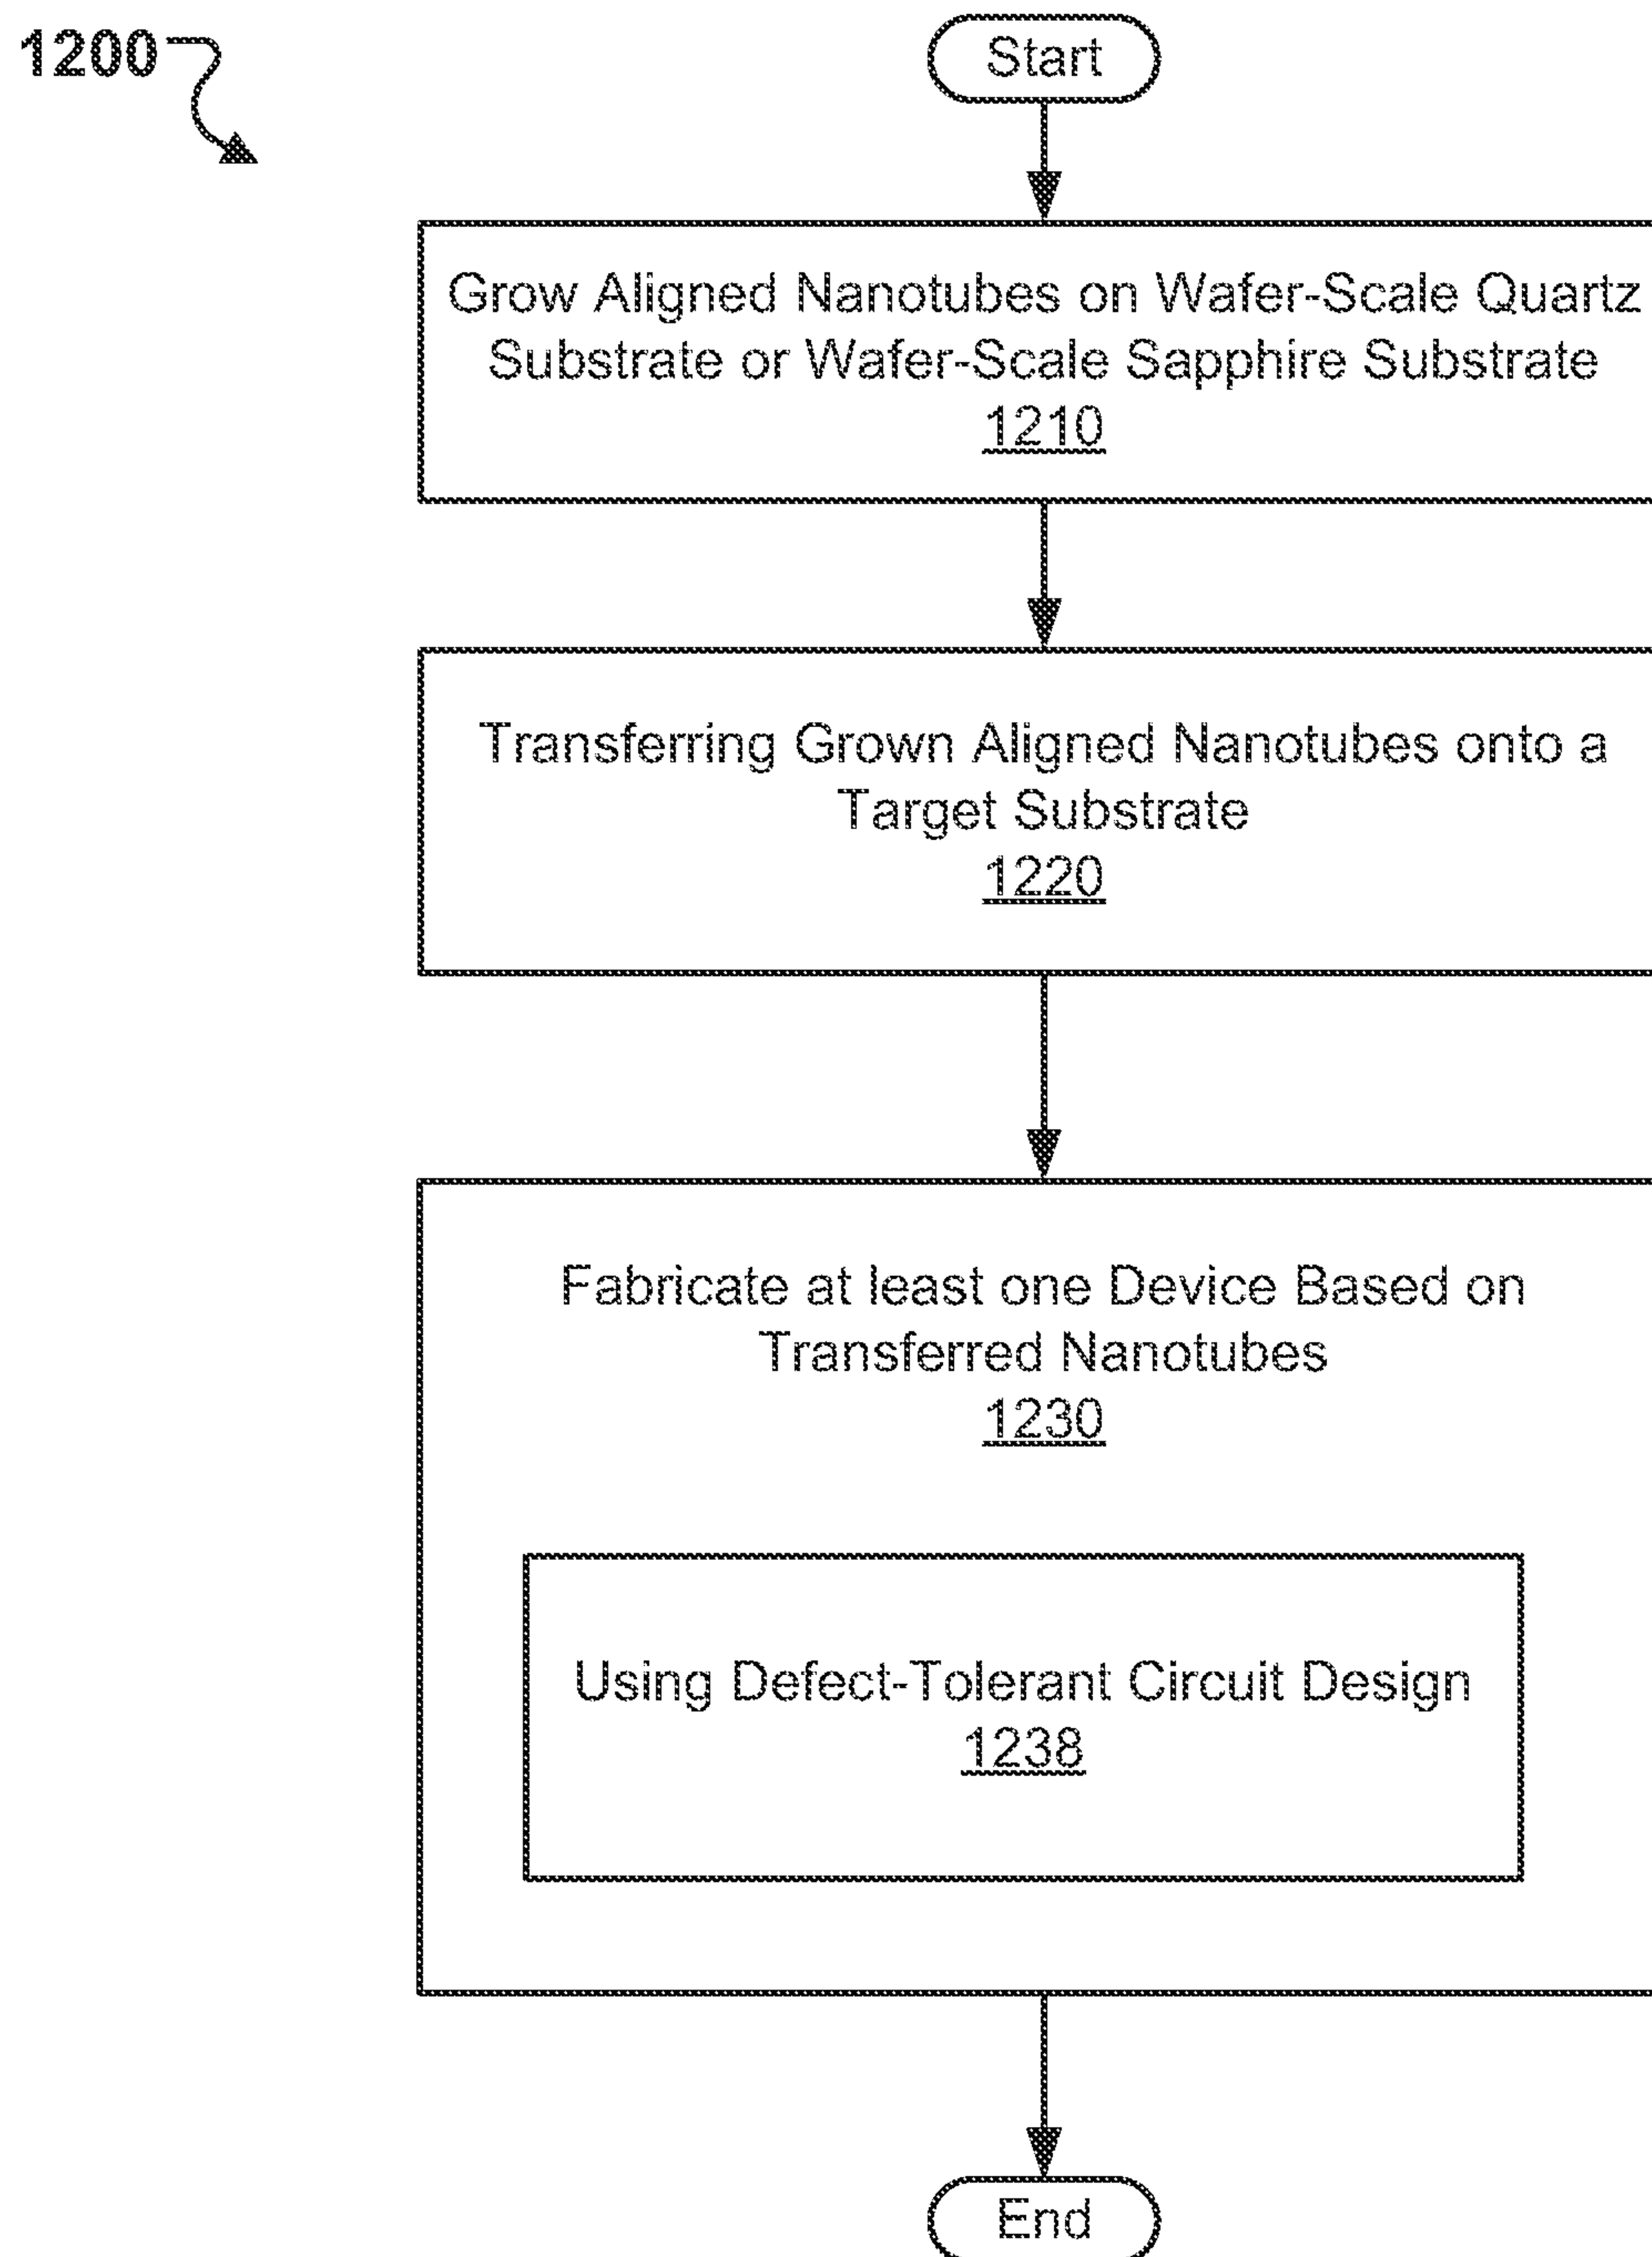 1200
Start
Grow Aligned Nanotubes on Wafer-Scale Quartz
Substrate or Wafer-Scale Sapphire Substrate
1210
Transferring Grown Aligned Nanotubes onto a
Target Substrate
1220
Fabricate at least one Device Based on
Transferred Nanotubes
1230
Using Defect-Tolerant Circuit Design
1238
End